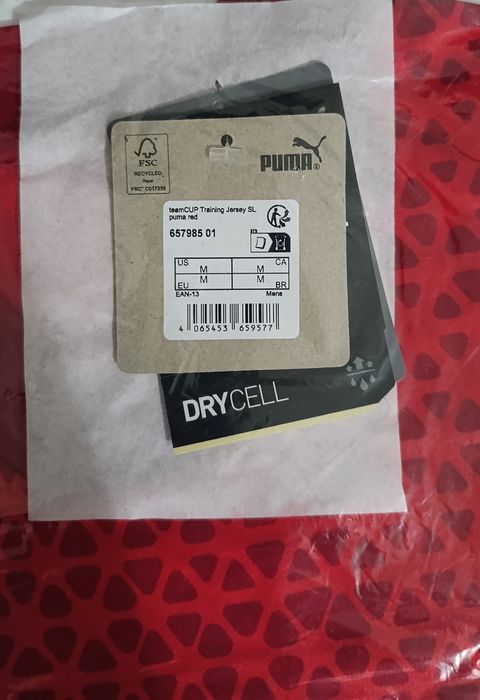 FSC
RECYCLED
Paper
FSC® C017238
PUMA®
teamCUP Training Jersey SL
puma red
657985 01
US M M CA
EU M M BR
EAN-13 Mens
4 065453 659577
DRYCELL